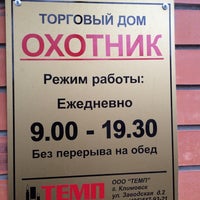 ТОРГОВЫЙ ДОМ
ОХОТНИК
Режим работы:
Ежедневно
9.00 - 19.30
Без перерыва на обед
ТЕМП
ООО "ТЕМП"
г. Климовск
ул. Заводская д.2